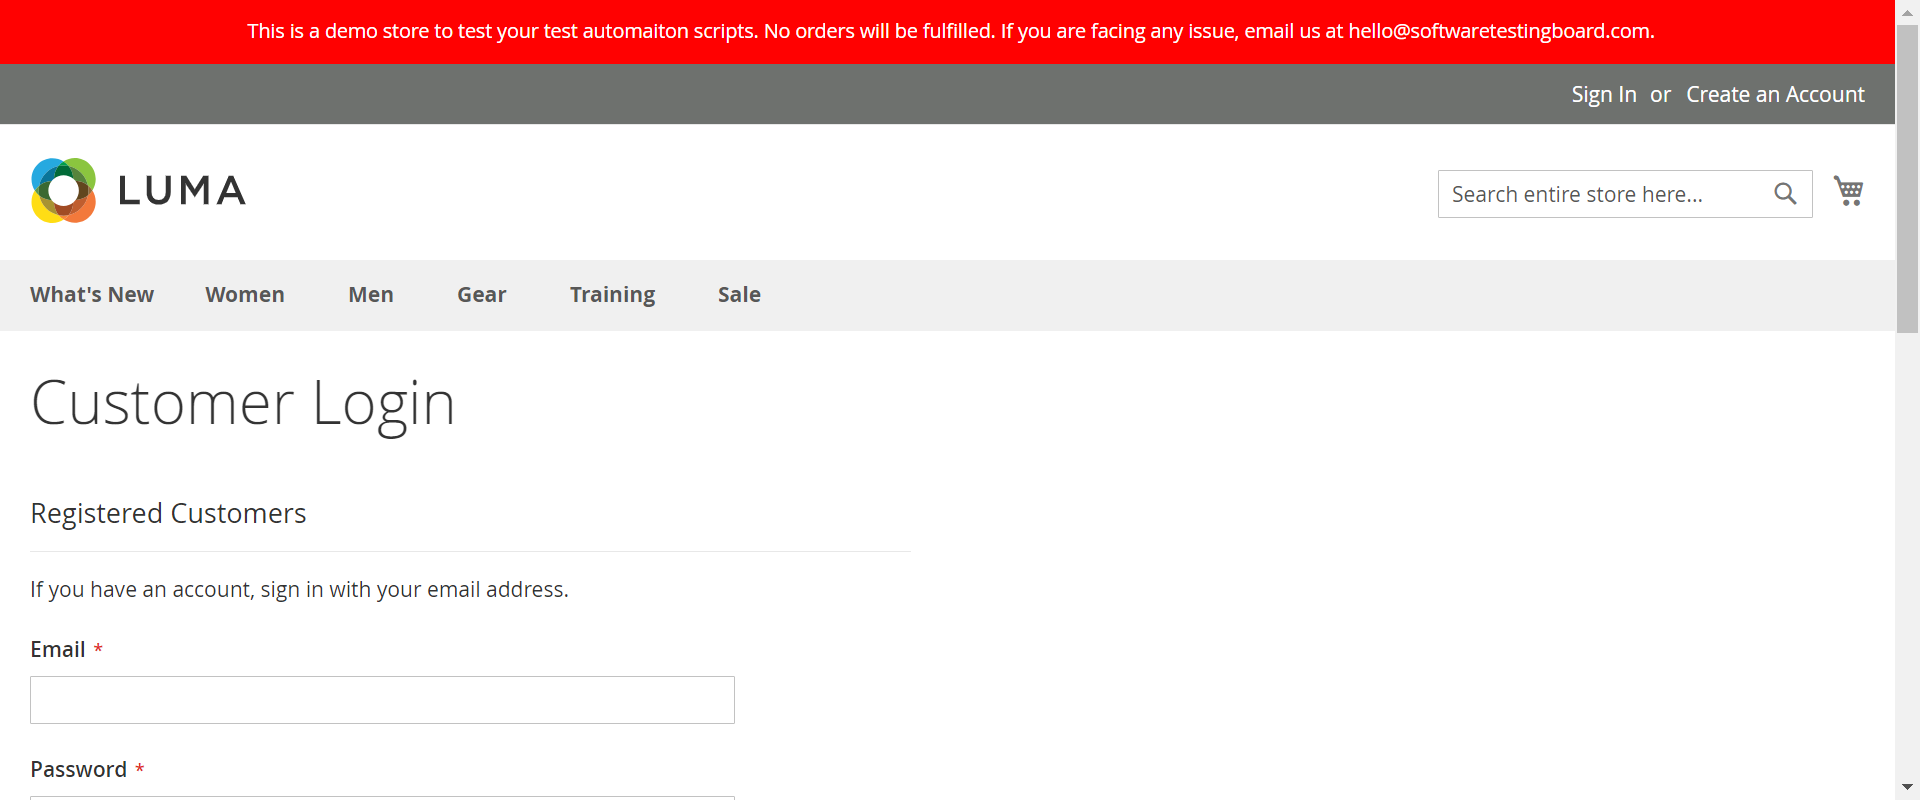 This is a demo store to test your test automaiton scripts. No orders will be fulfilled. If you are facing any issue, email us at hello@softwaretestingboard.com.
Sign In or Create an Account
LUMA
Search entire store here...
What's New Women Men Gear Training Sale
Customer Login
Registered Customers
If you have an account, sign in with your email address.
Email *
Password *